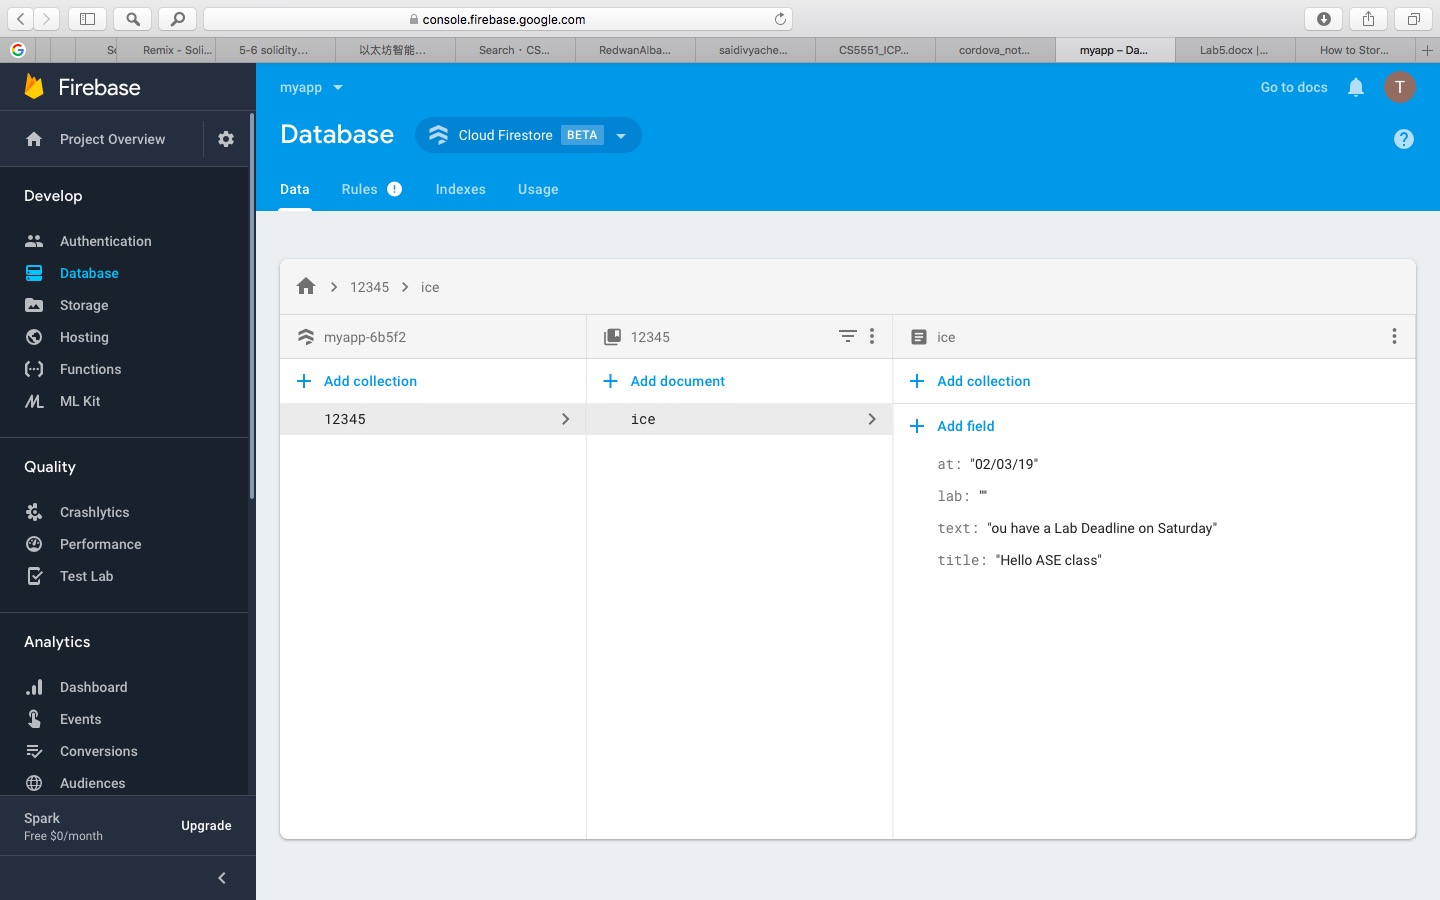 console.firebase.google.com
Sc
Remix - Soli...
5-6 solidity...
以太坊智能...
Search · CS...
RedwanAlba...
saidivyache...
CS5551_ICP...
cordova_not...
myapp – Da...
Lab5.docx |...
How to Stor...
Firebase
Project Overview
Develop
Authentication
Database
Storage
Hosting
Functions
ML Kit
Quality
Crashlytics
Performance
Test Lab
Analytics
Dashboard
Events
Conversions
Audiences
Spark
Free $0/month
Upgrade
myapp
Go to docs
T
Database
Cloud Firestore BETA
Data
Rules
Indexes
Usage
12345
ice
myapp-6b5f2
12345
ice
Add collection
Add document
Add collection
12345
ice
Add field
at: "02/03/19"
lab: ""
text: "ou have a Lab Deadline on Saturday"
title: "Hello ASE class"